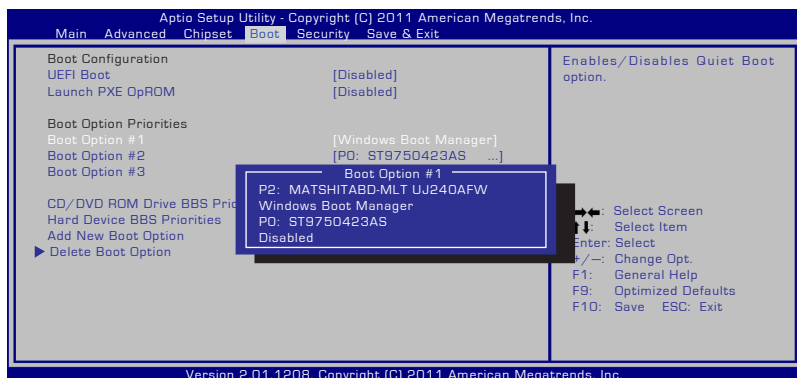 Aptio Setup Utility - Copyright (C) 2011 American Megatrends, Inc.
Main Advanced Chipset Boot Security Save & Exit
Boot Configuration
UEFI Boot [Disabled]
Launch PXE OpROM [Disabled]
Boot Option Priorities
Boot Option #1 [Windows Boot Manager]
Boot Option #2 [P0: ST9750423AS ...]
Boot Option #3
CD/DVD ROM Drive BBS Prio
Hard Device BBS Priorities
Add New Boot Option
Delete Boot Option
Boot Option #1
P2: MATSHITABD-MLT UJ240AFW
Windows Boot Manager
P0: ST9750423AS
Disabled
Enables/Disables Quiet Boot
option.
→←: Select Screen
↑↓: Select Item
Enter: Select
+/—: Change Opt.
F1: General Help
F9: Optimized Defaults
F10: Save ESC: Exit
Version 2.01.1208. Copyright (C) 2011 American Megatrends, Inc.